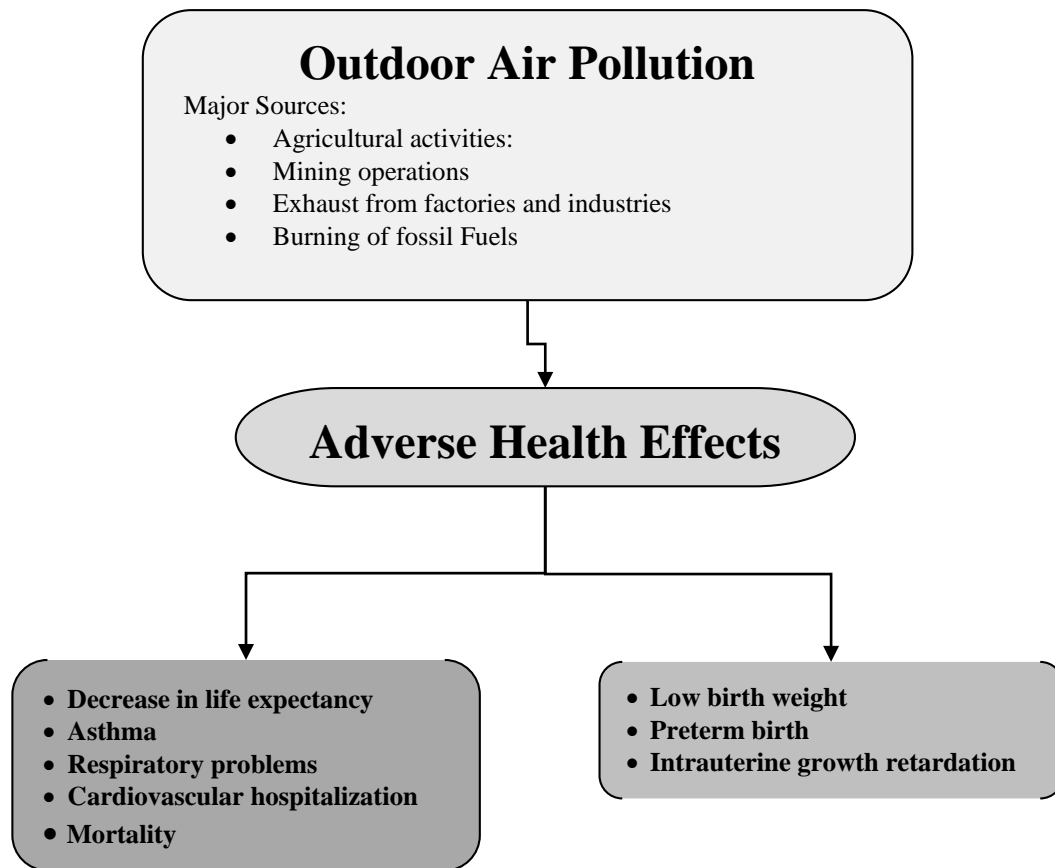 Outdoor Air Pollution
Major Sources:
• Agricultural activities:
• Mining operations
• Exhaust from factories and industries
• Burning of fossil Fuels
Adverse Health Effects
• Decrease in life expectancy
• Asthma
• Respiratory problems
• Cardiovascular hospitalization
• Mortality
• Low birth weight
• Preterm birth
• Intrauterine growth retardation